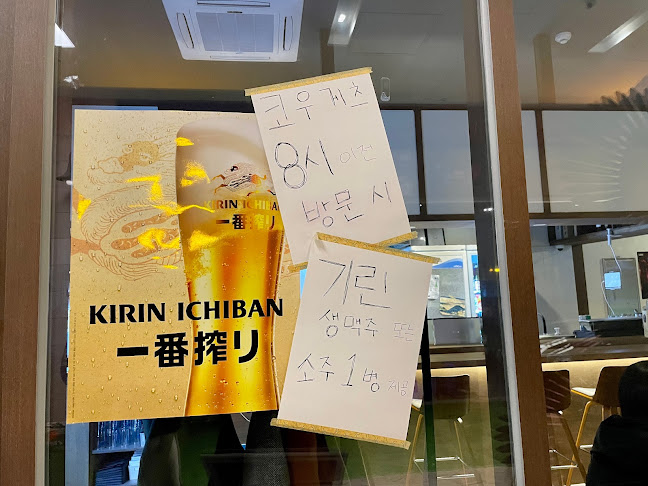 KIRIN ICHIBAN
一番搾り
KIRIN ICHIBAN
一番搾り
코우케츠
8시 이전
방문 시
기린
생맥주 또는
소주 1병 제공